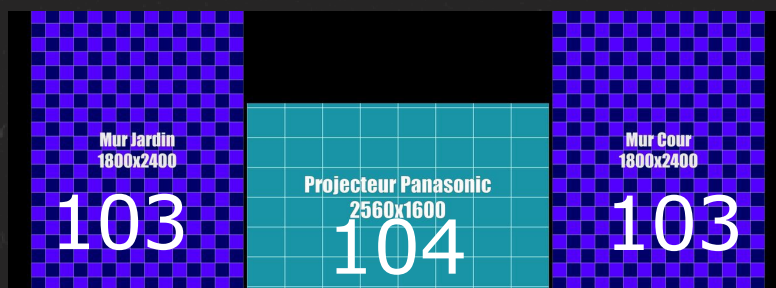 Mur Jardin
1800x2400
103
Projecteur Panasonic
2560x1600
104
Mur Cour
1800x2400
103